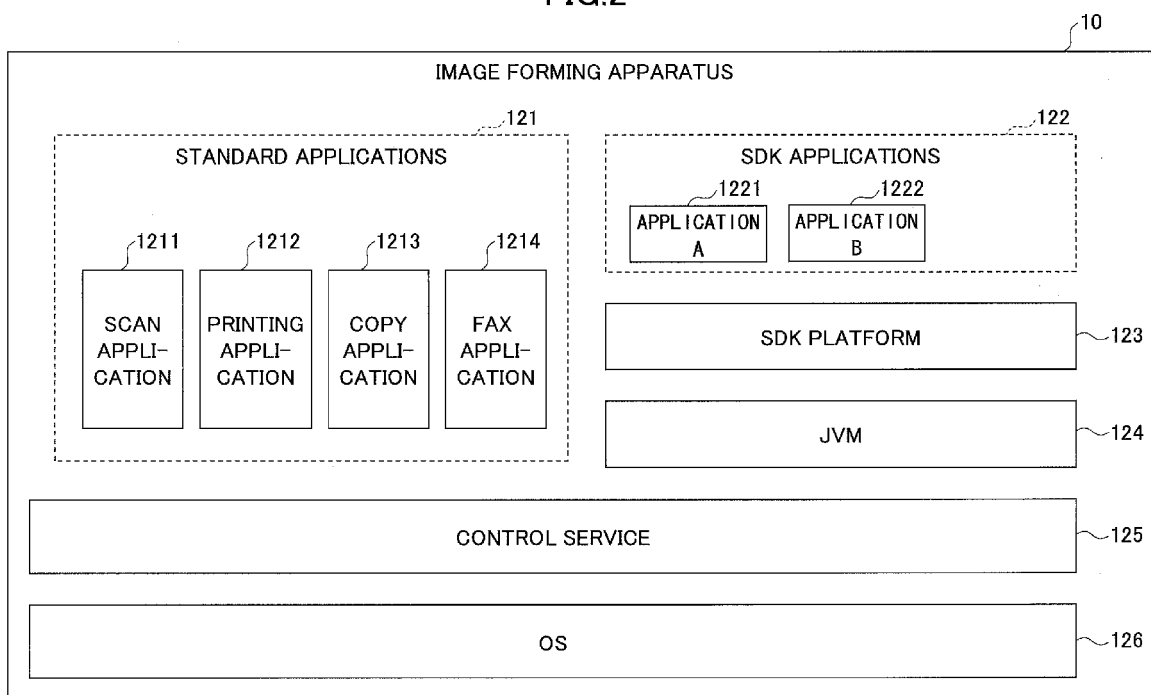 FIG.2
10
IMAGE FORMING APPARATUS
121
STANDARD APPLICATIONS
1211
SCAN
APPLI-
CATION
1212
PRINTING
APPLI-
CATION
1213
COPY
APPLI-
CATION
1214
FAX
APPLI-
CATION
122
SDK APPLICATIONS
1221
APPLICATION
A
1222
APPLICATION
B
SDK PLATFORM
123
JVM
124
CONTROL SERVICE
125
OS
126